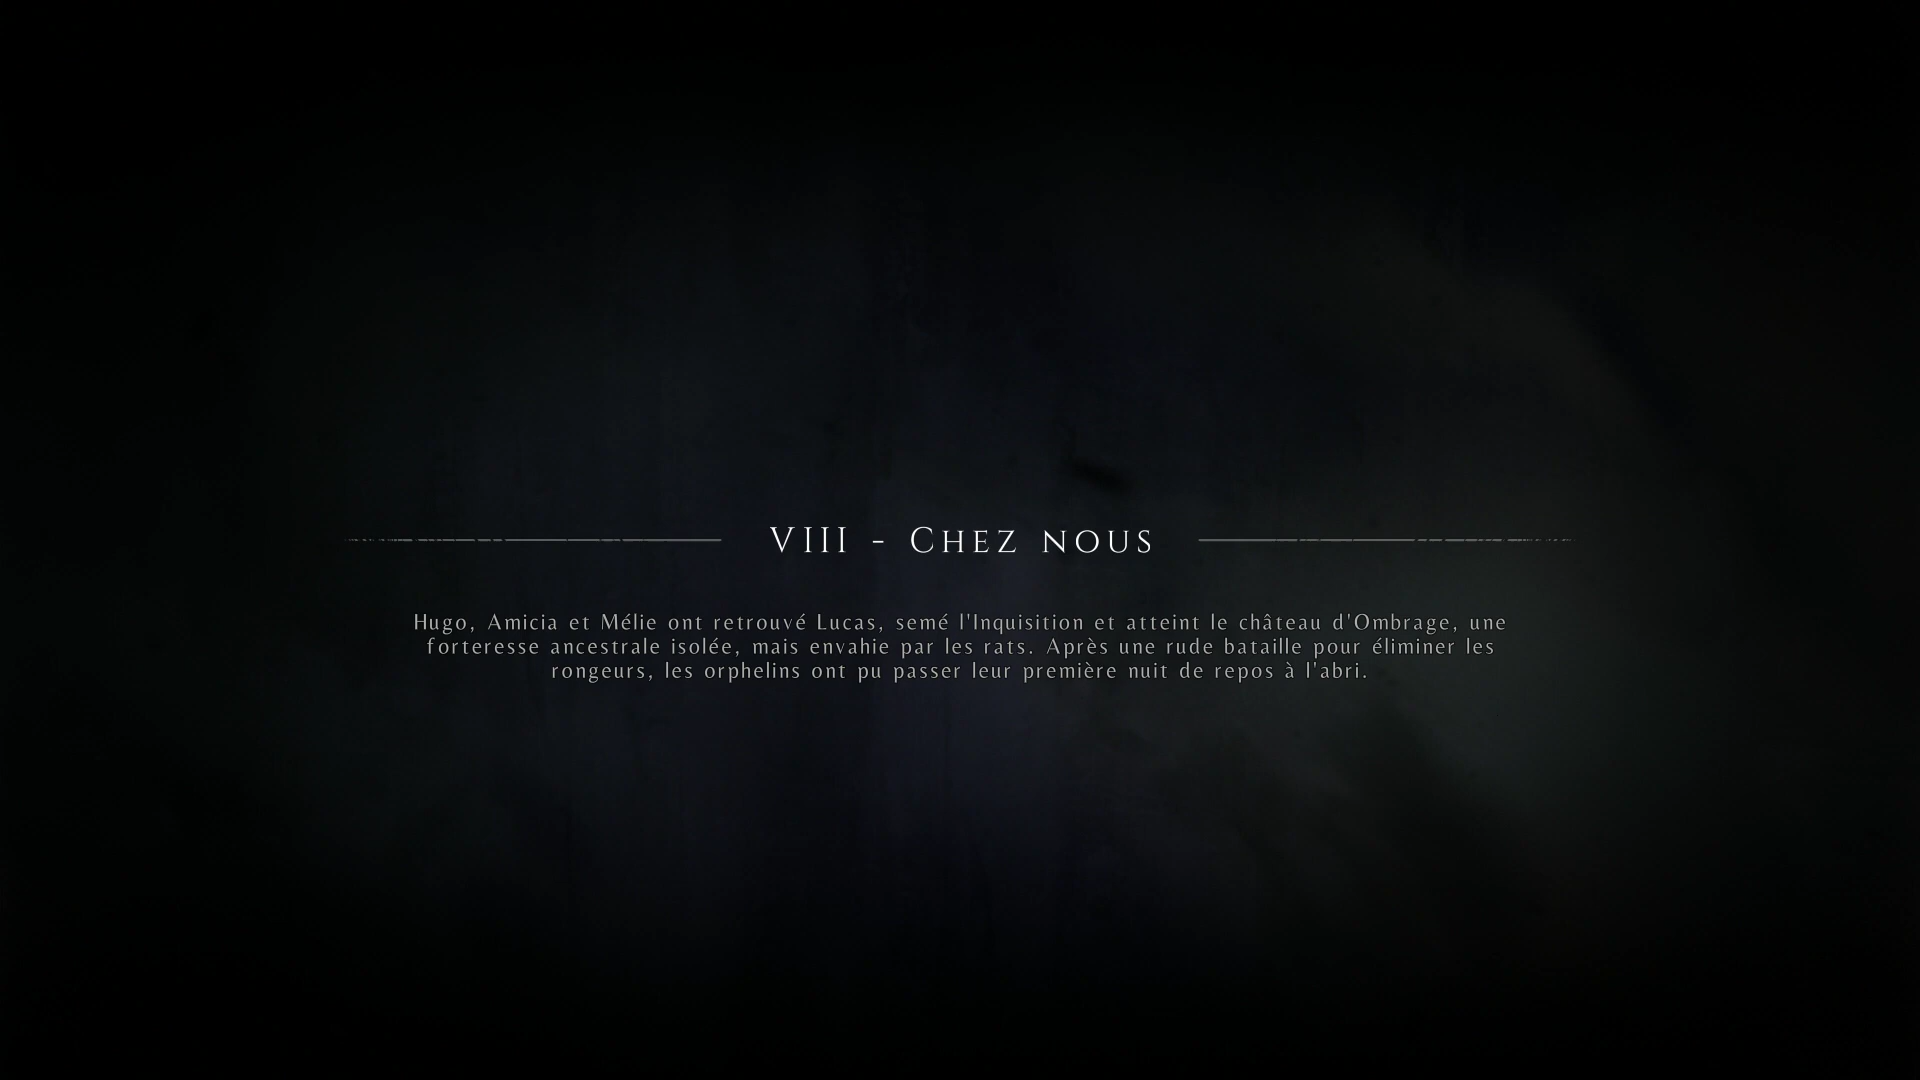 VIII - Chez nous
Hugo, Amicia et Mélie ont retrouvé Lucas, semé l'Inquisition et atteint le château d'Ombrage, une
forteresse ancestrale isolée, mais envahie par les rats. Après une rude bataille pour éliminer les
rongeurs, les orphelins ont pu passer leur première nuit de repos à l'abri.